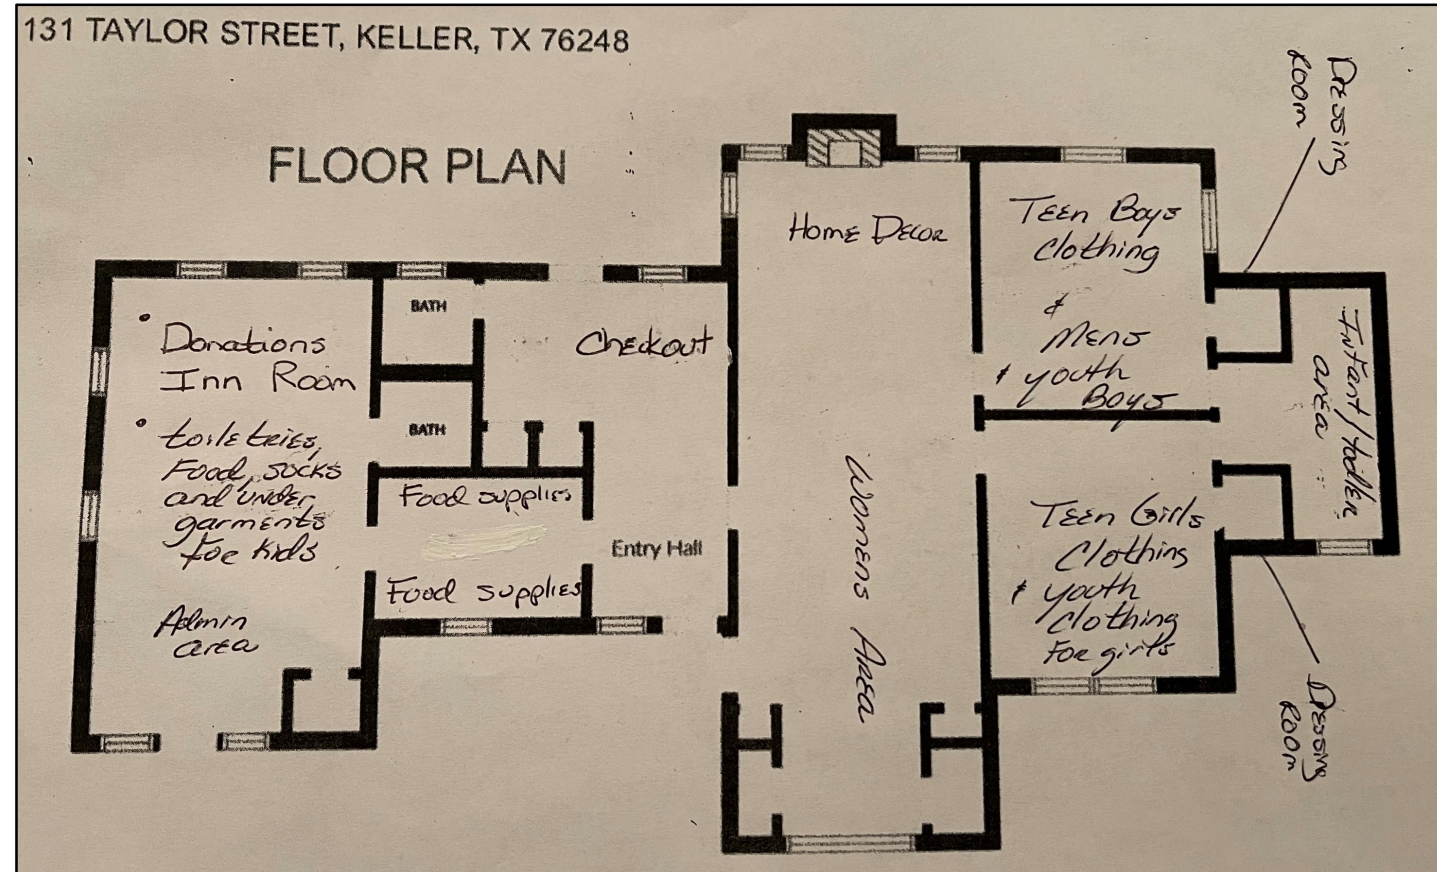 131 TAYLOR STREET, KELLER, TX 76248
FLOOR PLAN
Dressing
Room
Home Decor
Teen Boys
Clothing
&
Mens
& youth
Boys
BATH
Checkout
• Donations
Inn Room
BATH
• toiletries,
Food, socks
and under
garments
for kids
Food supplies
Entry Hall
Food supplies
Admin
area
Womens Area
Infant/todller
area
Teen Girls
Clothing
& youth
Clothing
For girls
Dressing
Room